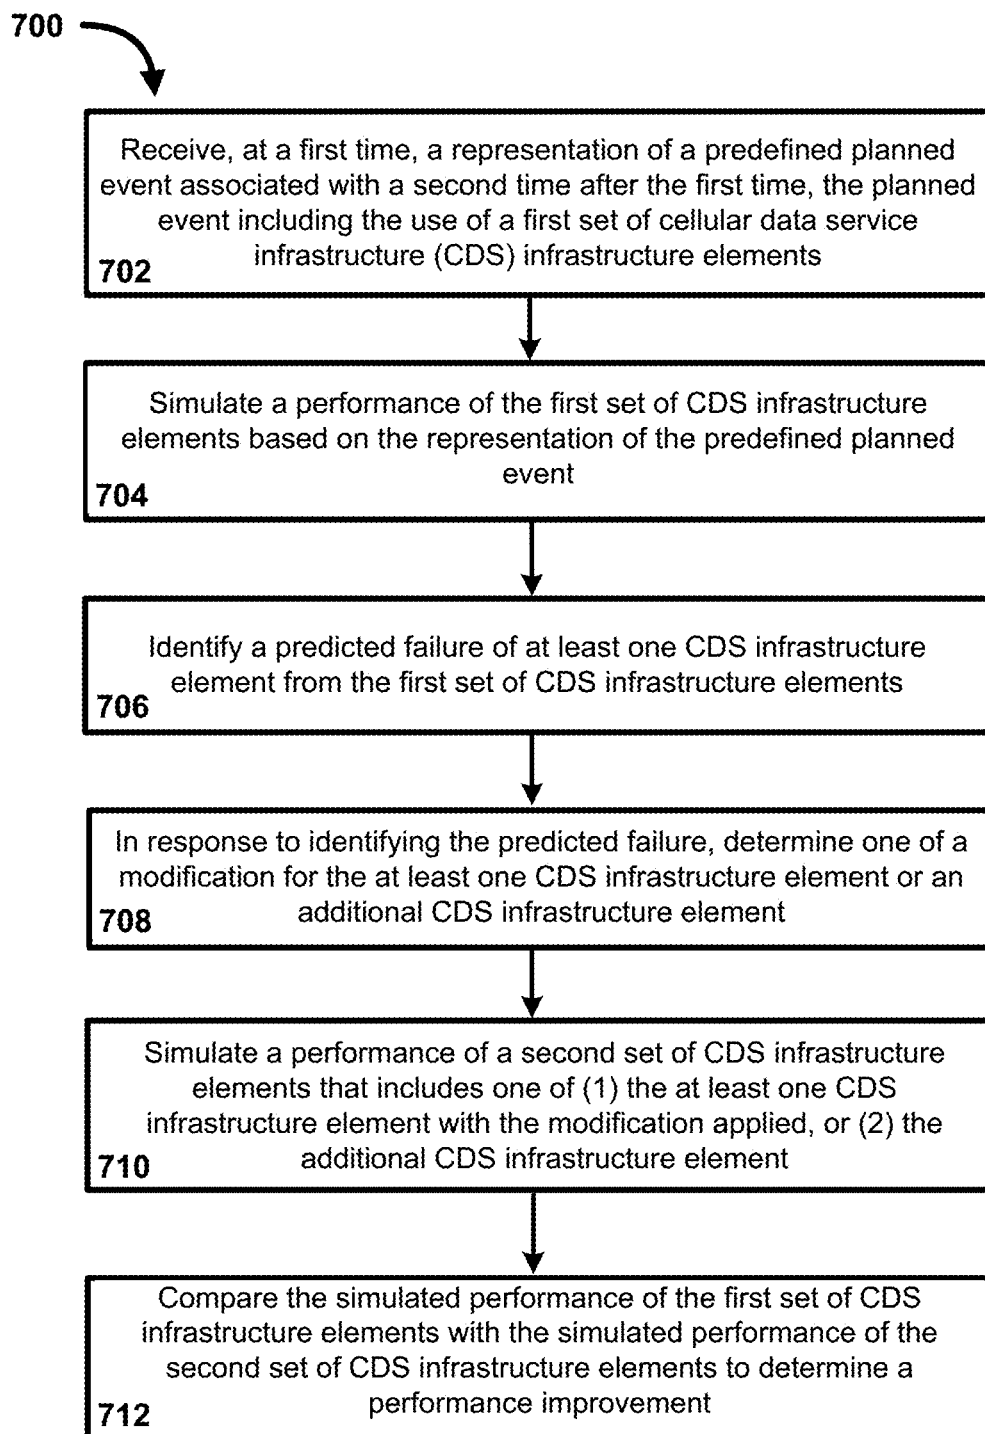 700
Receive, at a first time, a representation of a predefined planned
event associated with a second time after the first time, the planned
event including the use of a first set of cellular data service
infrastructure (CDS) infrastructure elements
702
Simulate a performance of the first set of CDS infrastructure
elements based on the representation of the predefined planned
event
704
Identify a predicted failure of at least one CDS infrastructure
element from the first set of CDS infrastructure elements
706
In response to identifying the predicted failure, determine one of a
modification for the at least one CDS infrastructure element or an
additional CDS infrastructure element
708
Simulate a performance of a second set of CDS infrastructure
elements that includes one of (1) the at least one CDS
infrastructure element with the modification applied, or (2) the
additional CDS infrastructure element
710
Compare the simulated performance of the first set of CDS
infrastructure elements with the simulated performance of the
second set of CDS infrastructure elements to determine a
performance improvement
712